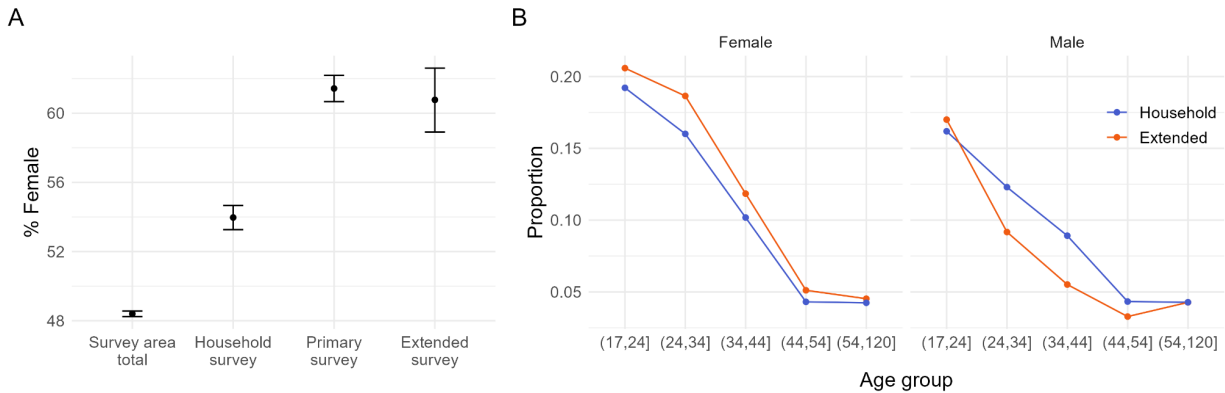 A
% Female
60
56
52
48
Survey area
total
Household
survey
Primary
survey
Extended
survey
B
Female
Male
Proportion
0.20
0.15
0.10
0.05
Household
Extended
(17,24] (24,34] (34,44] (44,54] (54,120]
(17,24] (24,34] (34,44] (44,54] (54,120]
Age group